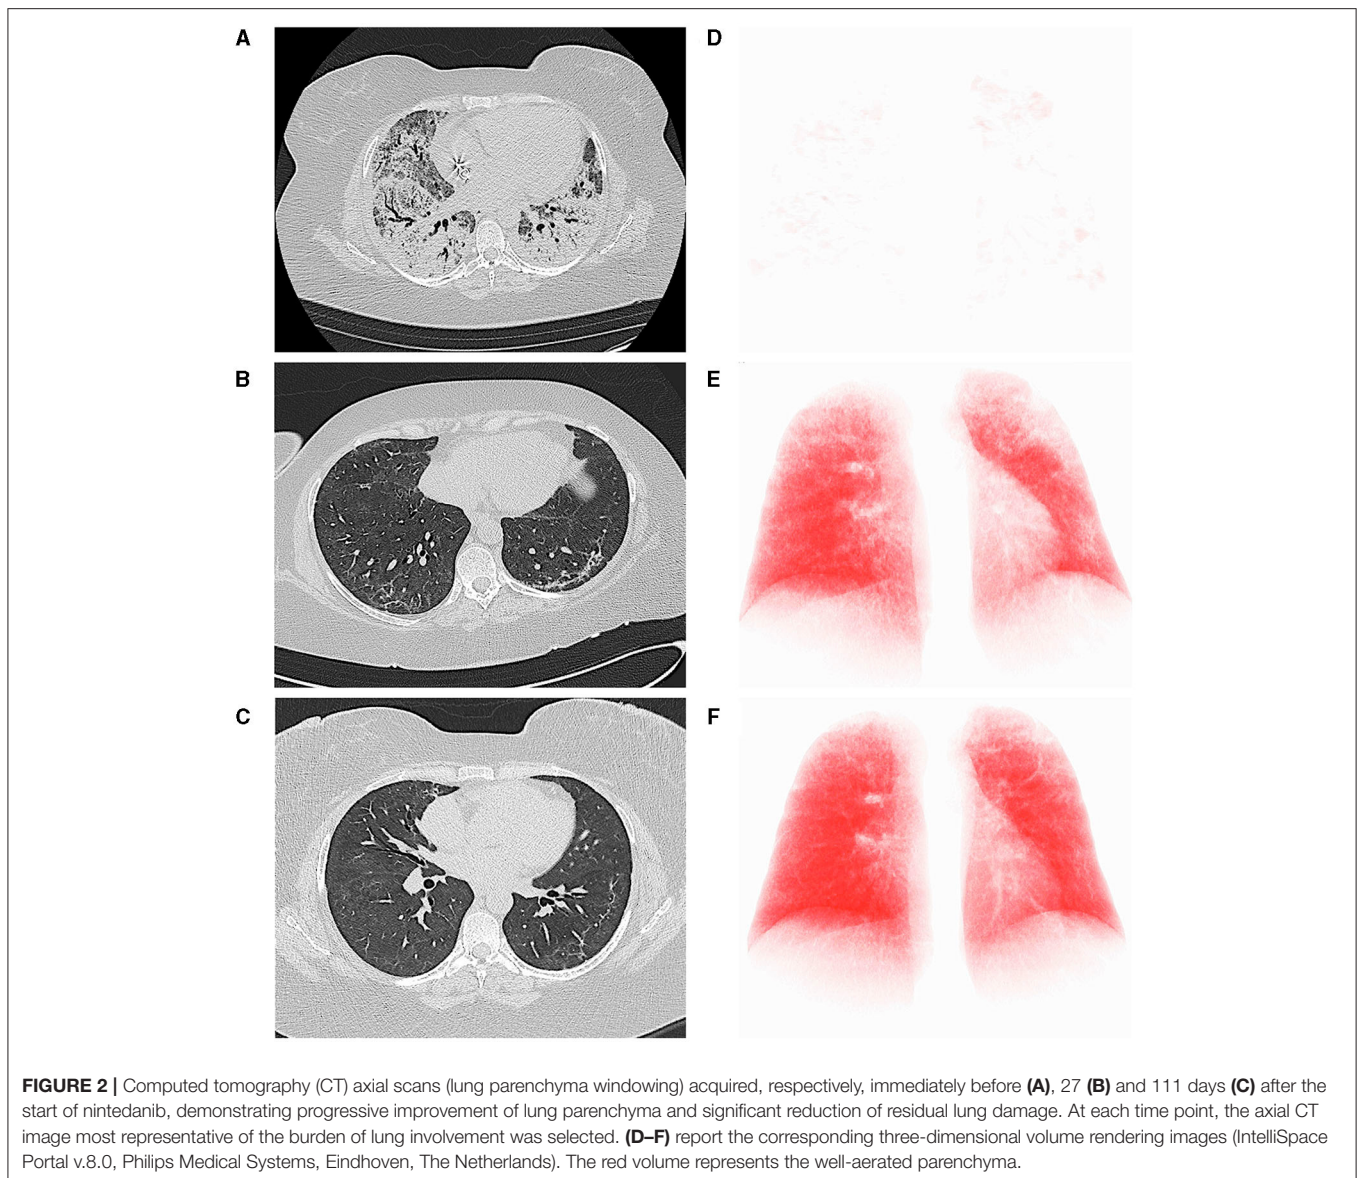 A
D
B
E
C
F
FIGURE 2 | Computed tomography (CT) axial scans (lung parenchyma windowing) acquired, respectively, immediately before (A), 27 (B) and 111 days (C) after the
start of nintedanib, demonstrating progressive improvement of lung parenchyma and significant reduction of residual lung damage. At each time point, the axial CT
image most representative of the burden of lung involvement was selected. (D–F) report the corresponding three-dimensional volume rendering images (IntelliSpace
Portal v.8.0, Philips Medical Systems, Eindhoven, The Netherlands). The red volume represents the well-aerated parenchyma.